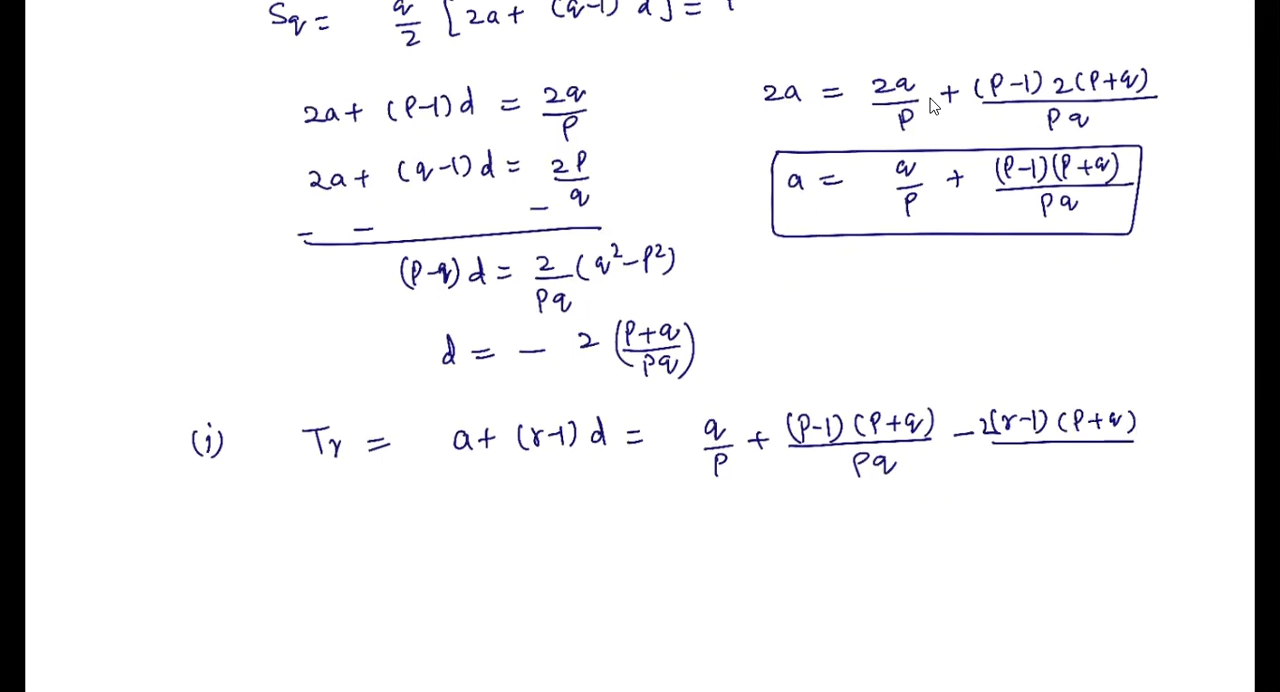 Sq = q/2 [2a + (q-1) d] = p
2a + (p-1)d = 2q/p
2a + (q-1)d = 2p/q
- - -
(p-q)d = 2/pq (q²-p²)
d = - 2 (p+q/pq)
2a = 2q/p + (p-1) 2(p+q)/pq
a = q/p + (p-1)(p+q)/pq
(i) Tr = a + (r-1) d = q/p + (p-1)(p+q)/pq - 2(r-1)(p+q)